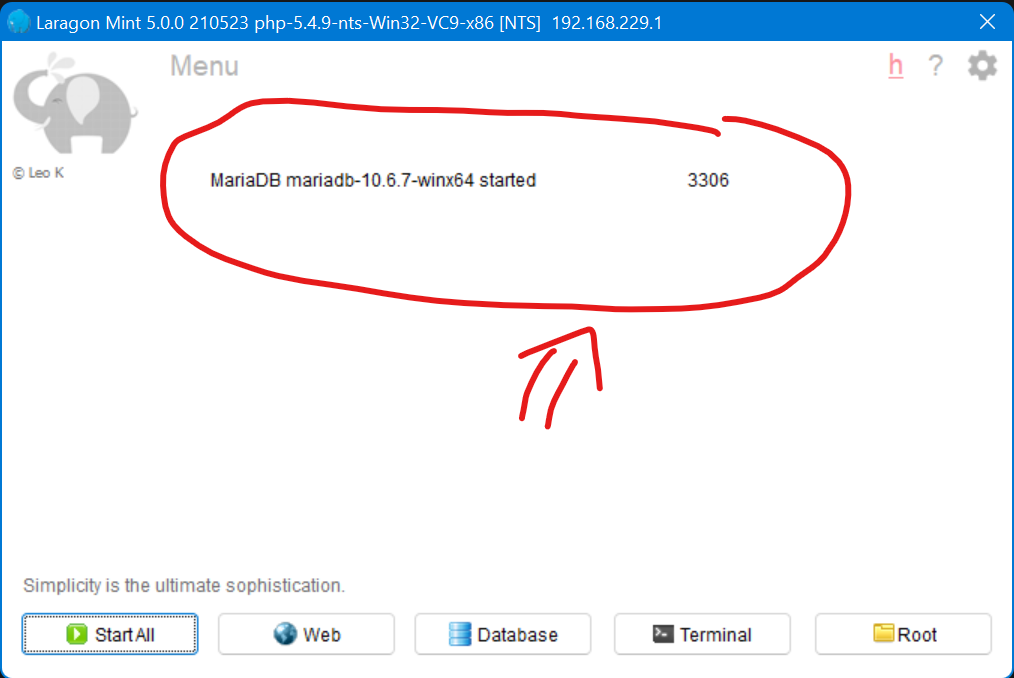 Laragon Mint 5.0.0 210523 php-5.4.9-nts-Win32-VC9-x86 [NTS] 192.168.229.1
Menu
h ?
© Leo K
MariaDB mariadb-10.6.7-winx64 started 3306
Simplicity is the ultimate sophistication.
Start All Web Database Terminal Root